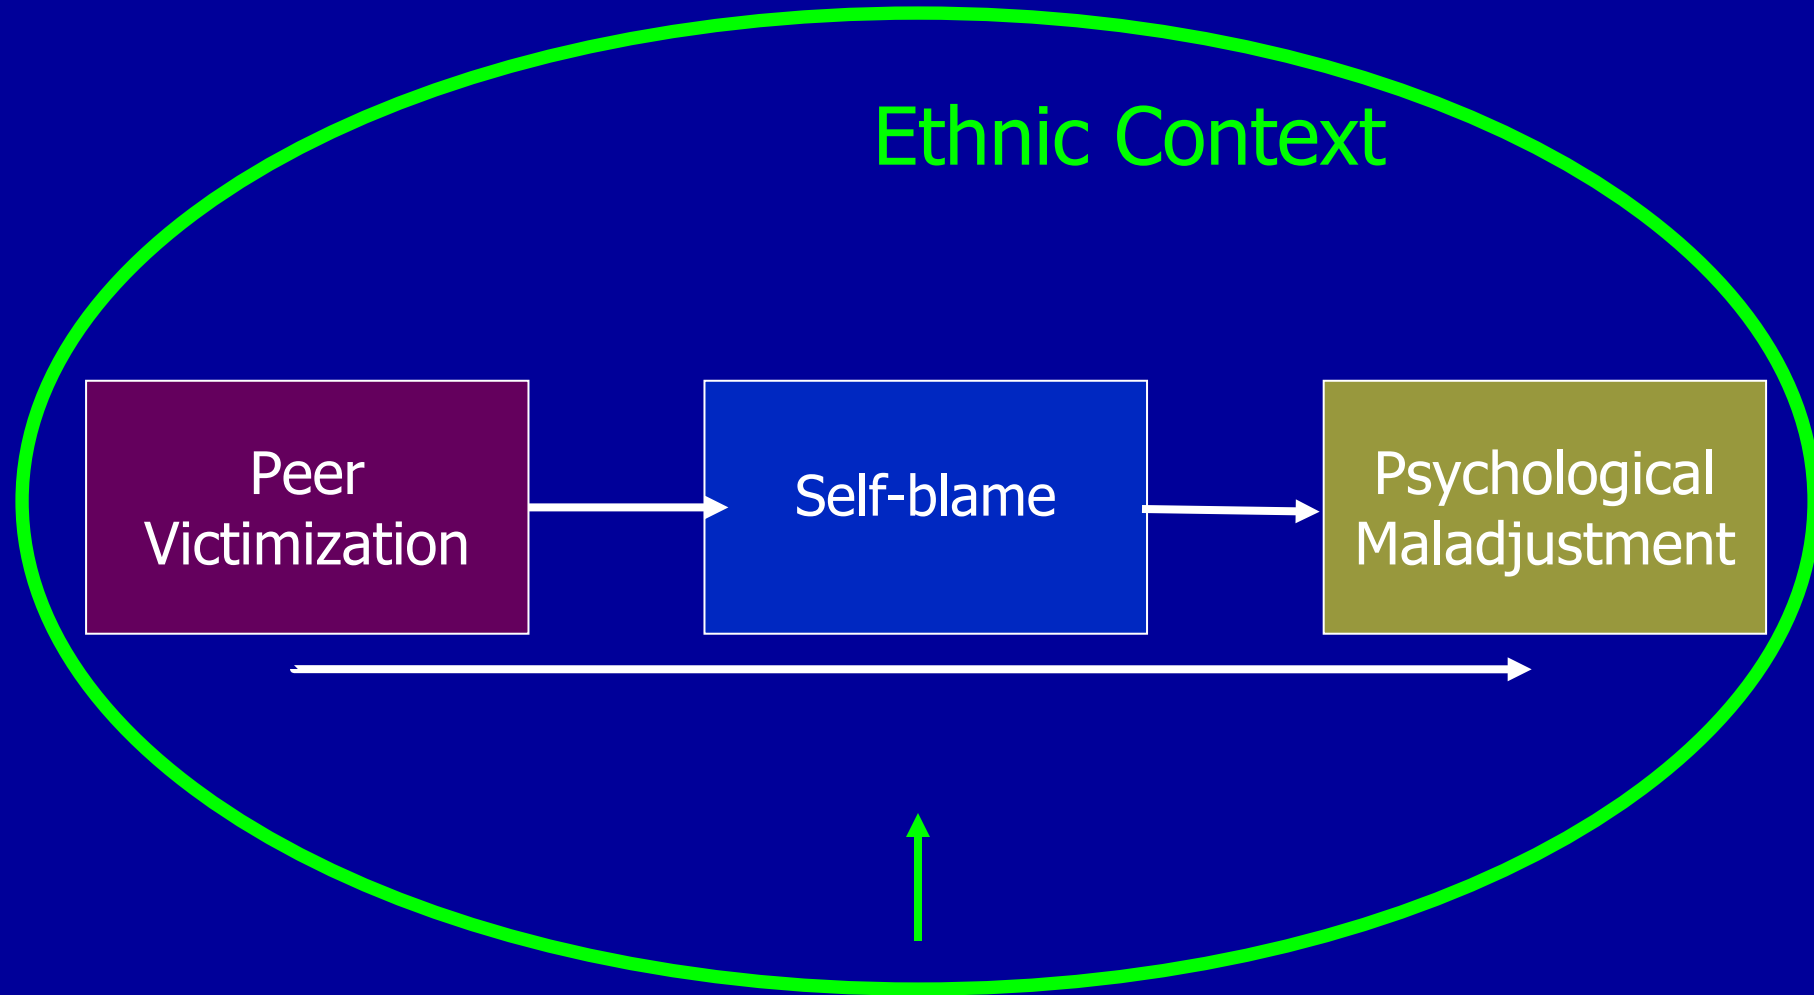 Ethnic Context
Peer
Victimization
Self-blame
Psychological
Maladjustment